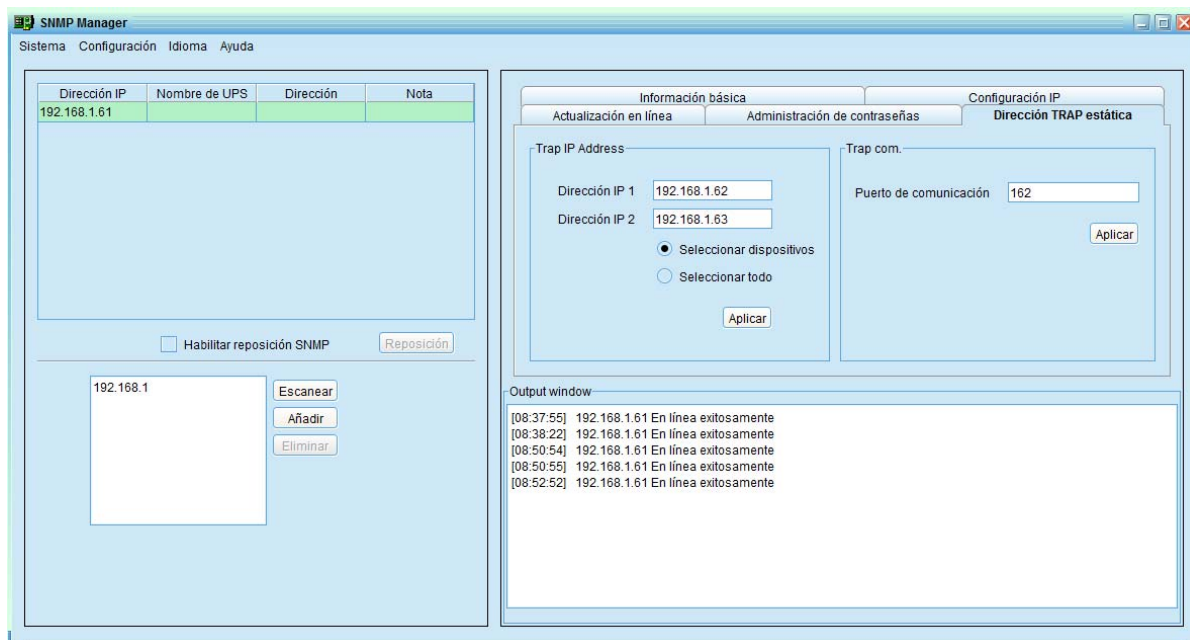 SNMP Manager
Sistema Configuración Idioma Ayuda
Dirección IP Nombre de UPS Dirección Nota
192.168.1.61
Habilitar reposición SNMP Reposición
192.168.1
Escanear
Añadir
Eliminar
Información básica Configuración IP
Actualización en línea Administración de contraseñas Dirección TRAP estática
Trap IP Address
Dirección IP 1 192.168.1.62
Dirección IP 2 192.168.1.63
Seleccionar dispositivos
Seleccionar todo
Aplicar
Trap com.
Puerto de comunicación 162
Aplicar
Output window
[08:37:55] 192.168.1.61 En línea exitosamente
[08:38:22] 192.168.1.61 En línea exitosamente
[08:50:54] 192.168.1.61 En línea exitosamente
[08:50:55] 192.168.1.61 En línea exitosamente
[08:52:52] 192.168.1.61 En línea exitosamente